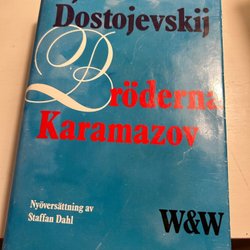 Dostojevskij
Bröderna
Karamazov
Nyöversättning av
Staffan Dahl
W&W